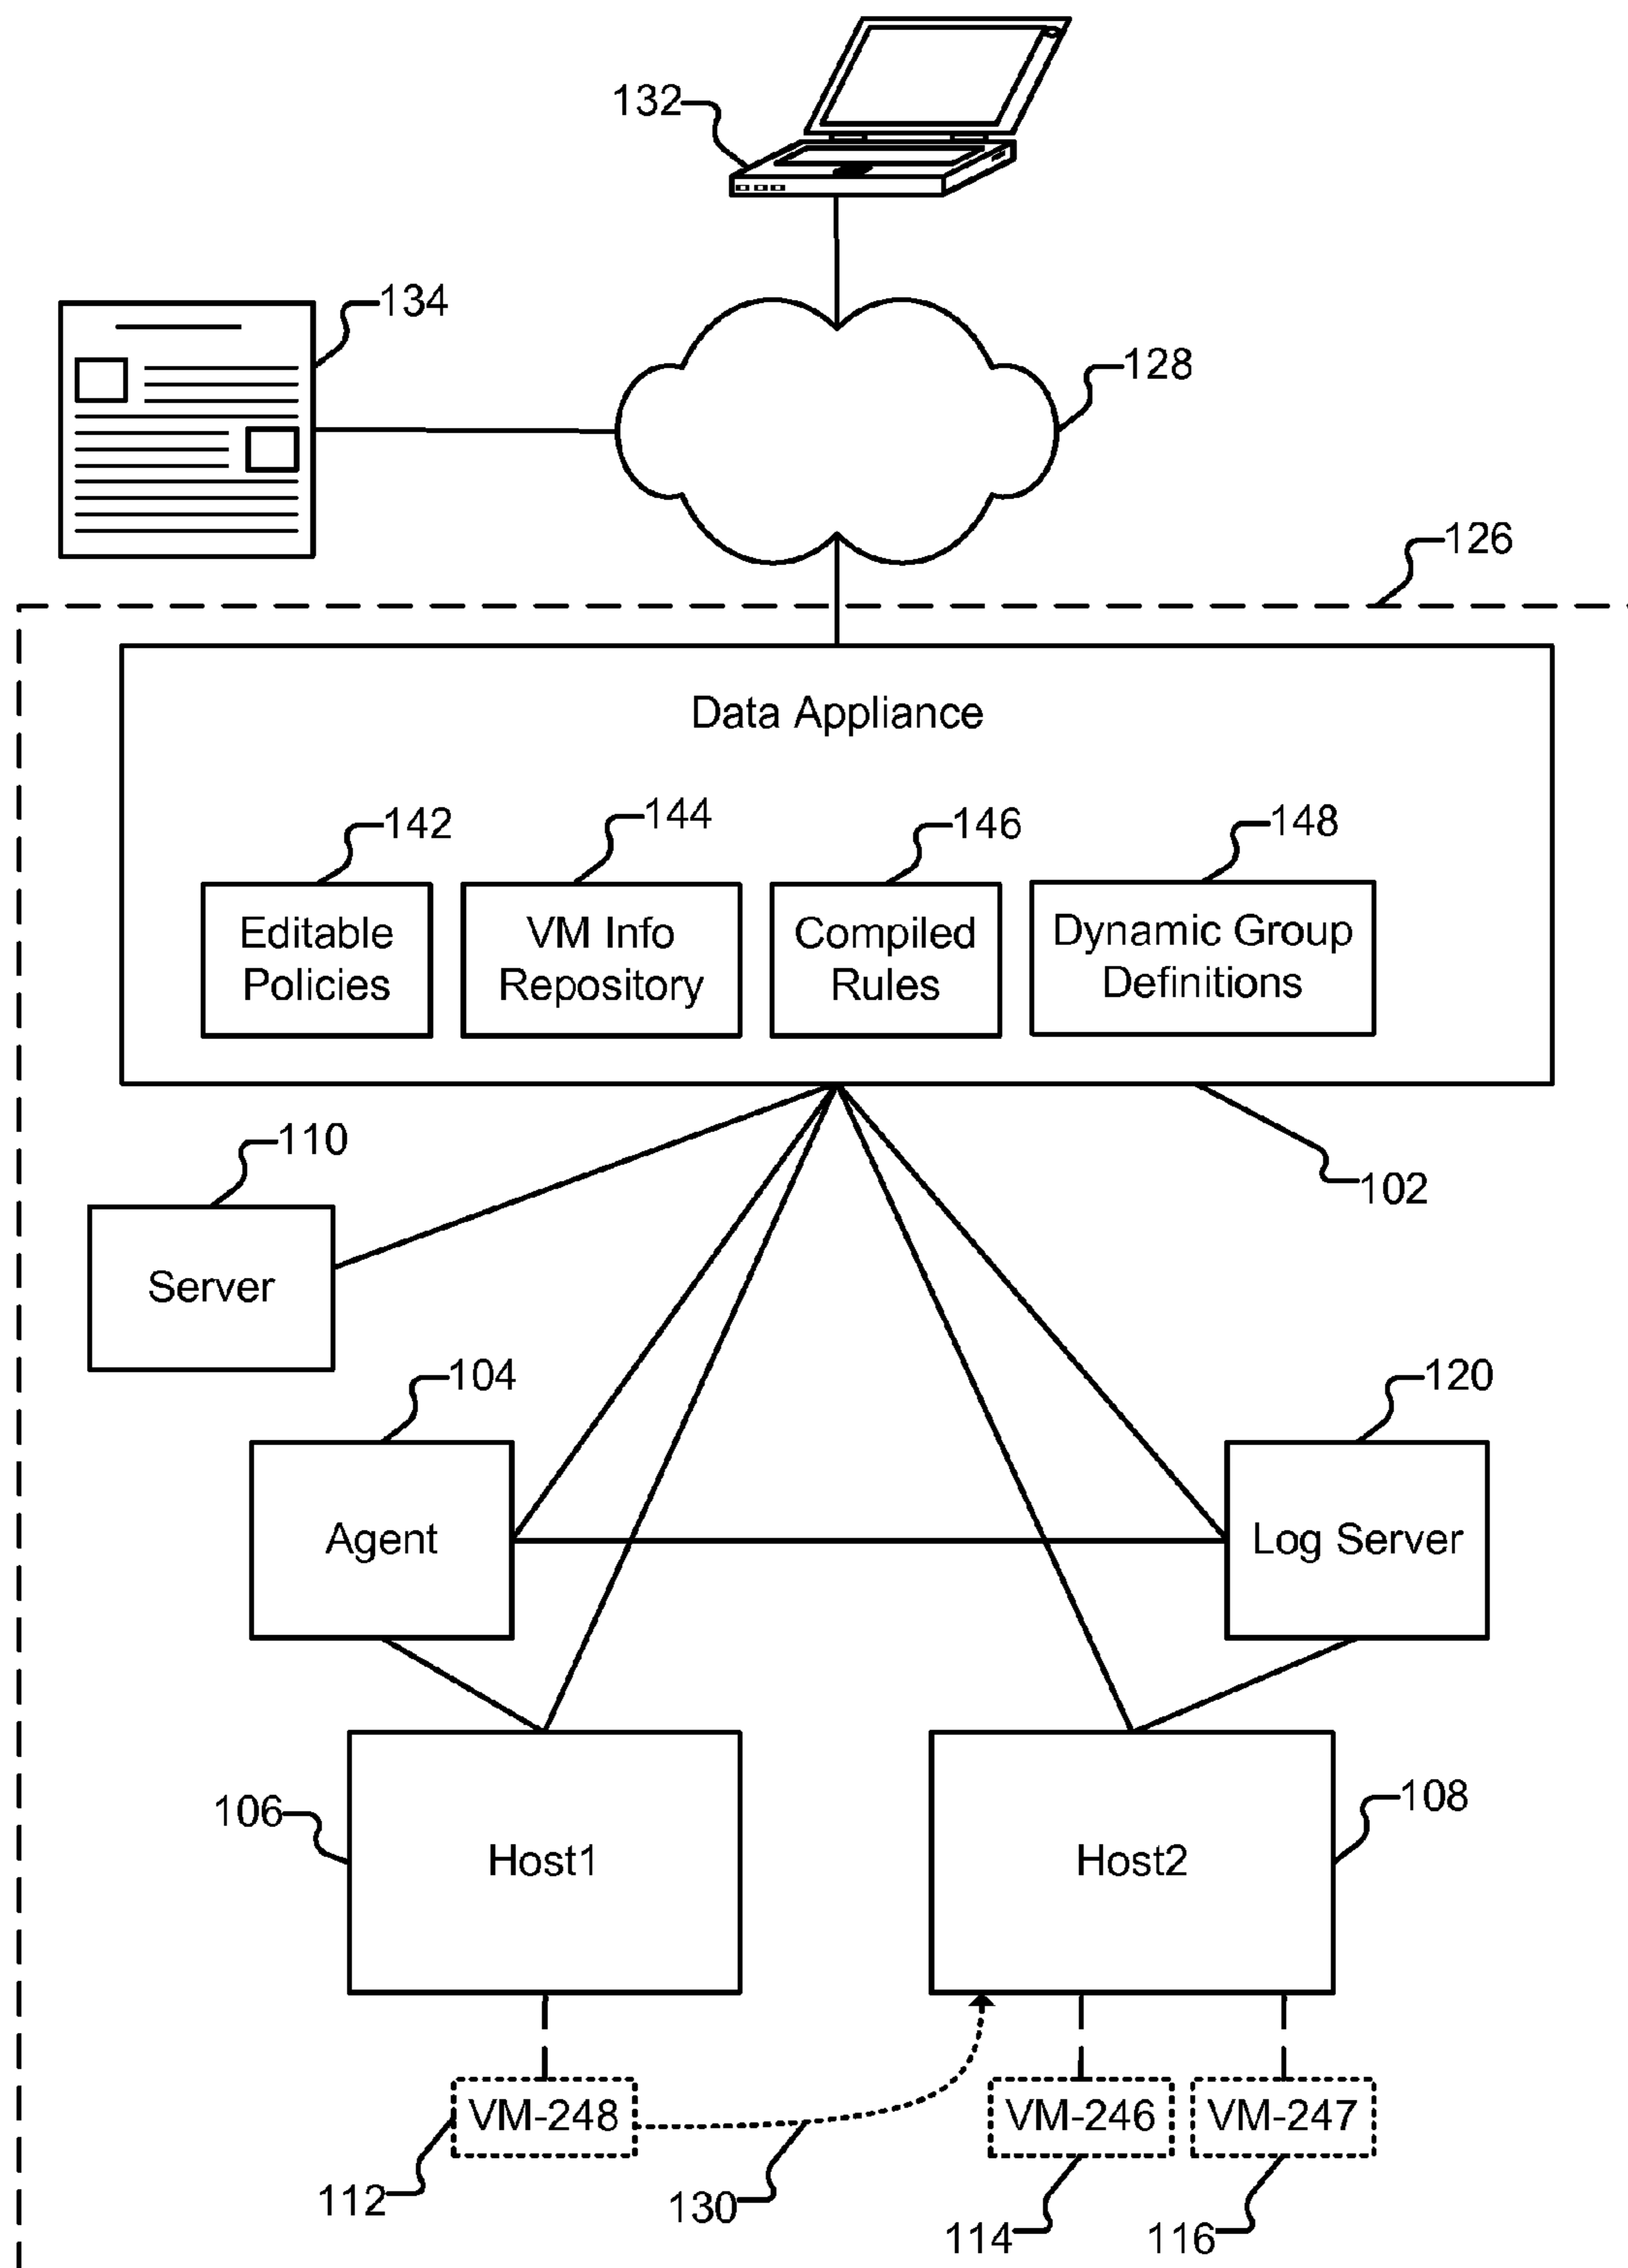 132
134
128
126
Data Appliance
142
144
146
148
Editable
Policies
VM Info
Repository
Compiled
Rules
Dynamic Group
Definitions
110
102
Server
104
120
Agent
Log Server
106
108
Host1
Host2
VM-248
VM-246
VM-247
112
130
114
116